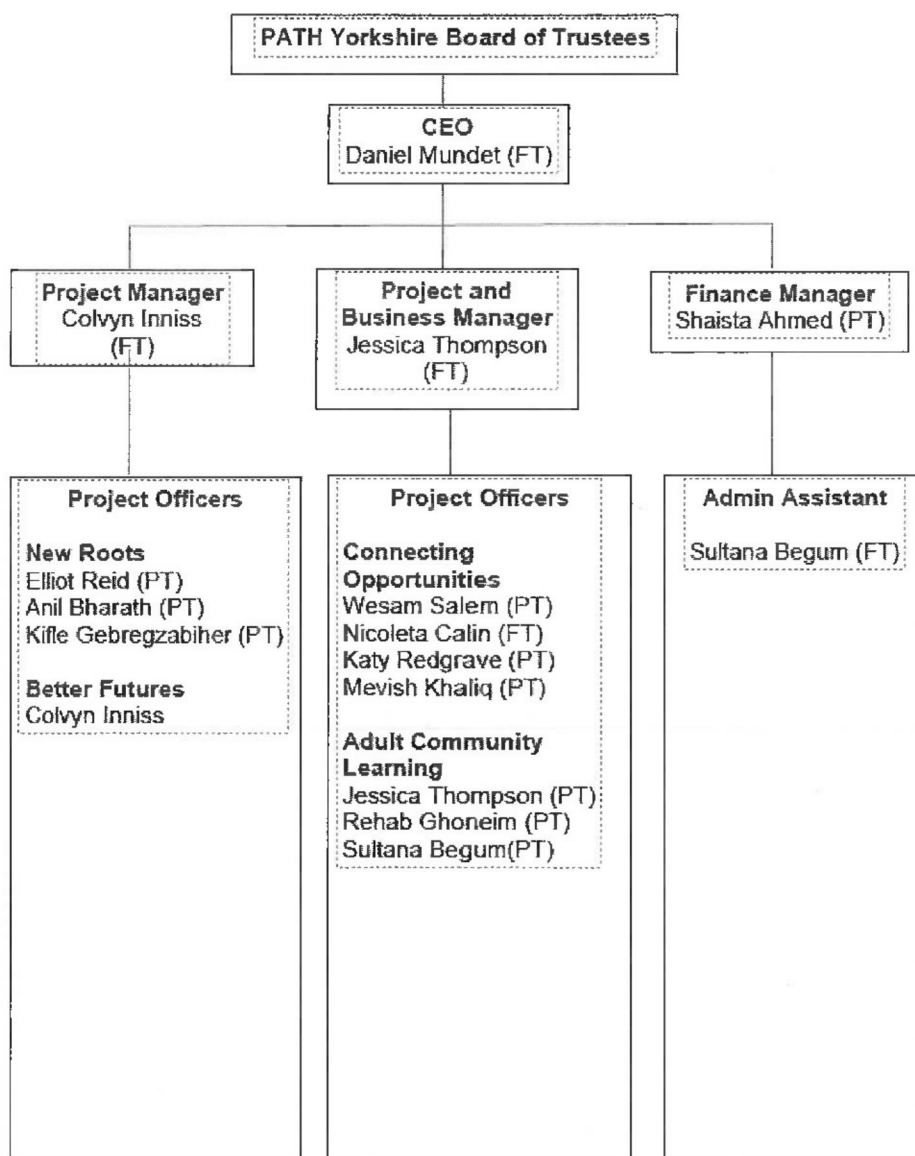 PATH Yorkshire Board of Trustees
CEO
Daniel Mundet (FT)
Project Manager
Colvyn Inniss
(FT)
Project and
Business Manager
Jessica Thompson
(FT)
Finance Manager
Shaista Ahmed (PT)
Project Officers
New Roots
Elliot Reid (PT)
Anil Bharath (PT)
Kifle Gebregzabiher (PT)
Better Futures
Colvyn Inniss
Project Officers
Connecting
Opportunities
Wesam Salem (PT)
Nicoleta Calin (FT)
Katy Redgrave (PT)
Mevish Khaliq (PT)
Adult Community
Learning
Jessica Thompson (PT)
Rehab Ghoneim (PT)
Sultana Begum(PT)
Admin Assistant
Sultana Begum (FT)